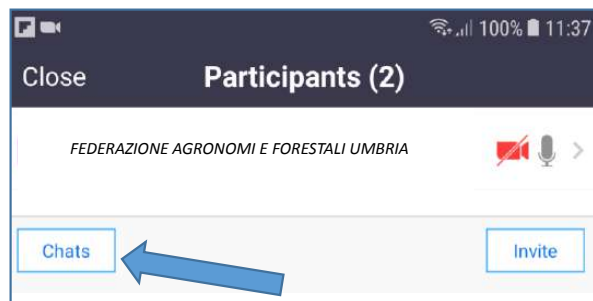 100% 11:37
Close Participants (2)
FEDERAZIONE AGRONOMI E FORESTALI UMBRIA
Chats Invite